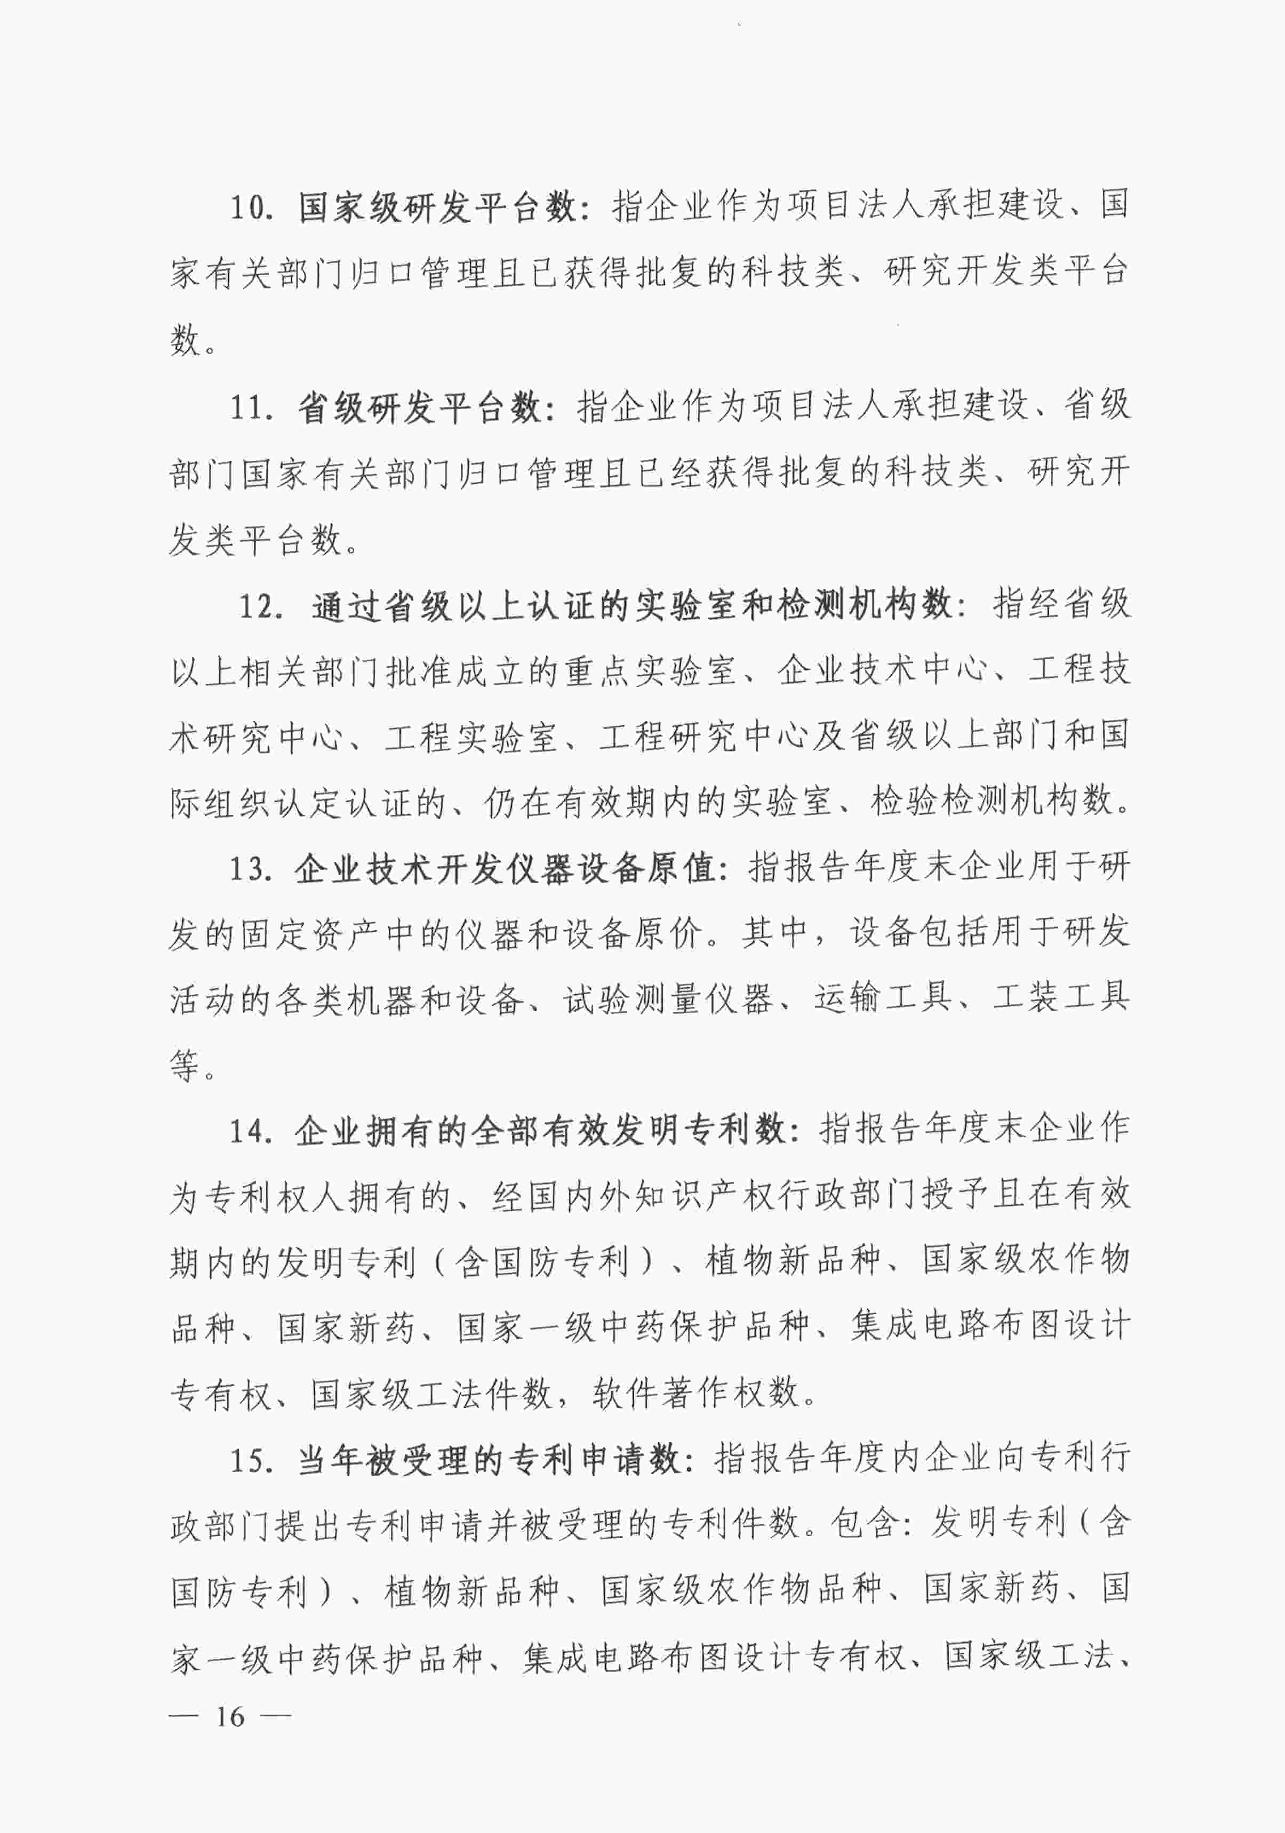 10. 国家级研发平台数：指企业作为项目法人承担建设、国
家有关部门归口管理且已获得批复的科技类、研究开发类平台
数。
11. 省级研发平台数：指企业作为项目法人承担建设、省级
部门国家有关部门归口管理且已经获得批复的科技类、研究开
发类平台数。
12. 通过省级以上认证的实验室和检测机构数：指经省级
以上相关部门批准成立的重点实验室、企业技术中心、工程技
术研究中心、工程实验室、工程研究中心及省级以上部门和国
际组织认定认证的、仍在有效期内的实验室、检验检测机构数。
13. 企业技术开发仪器设备原值：指报告年度末企业用于研
发的固定资产中的仪器和设备原价。其中，设备包括用于研发
活动的各类机器和设备、试验测量仪器、运输工具、工装工具
等。
14. 企业拥有的全部有效发明专利数：指报告年度末企业作
为专利权人拥有的、经国内外知识产权行政部门授予且在有效
期内的发明专利（含国防专利）、植物新品种、国家级农作物
品种、国家新药、国家一级中药保护品种、集成电路布图设计
专有权、国家级工法件数，软件著作权数。
15. 当年被受理的专利申请数：指报告年度内企业向专利行
政部门提出专利申请并被受理的专利件数。包含：发明专利（含
国防专利）、植物新品种、国家级农作物品种、国家新药、国
家一级中药保护品种、集成电路布图设计专有权、国家级工法、
— 16 —